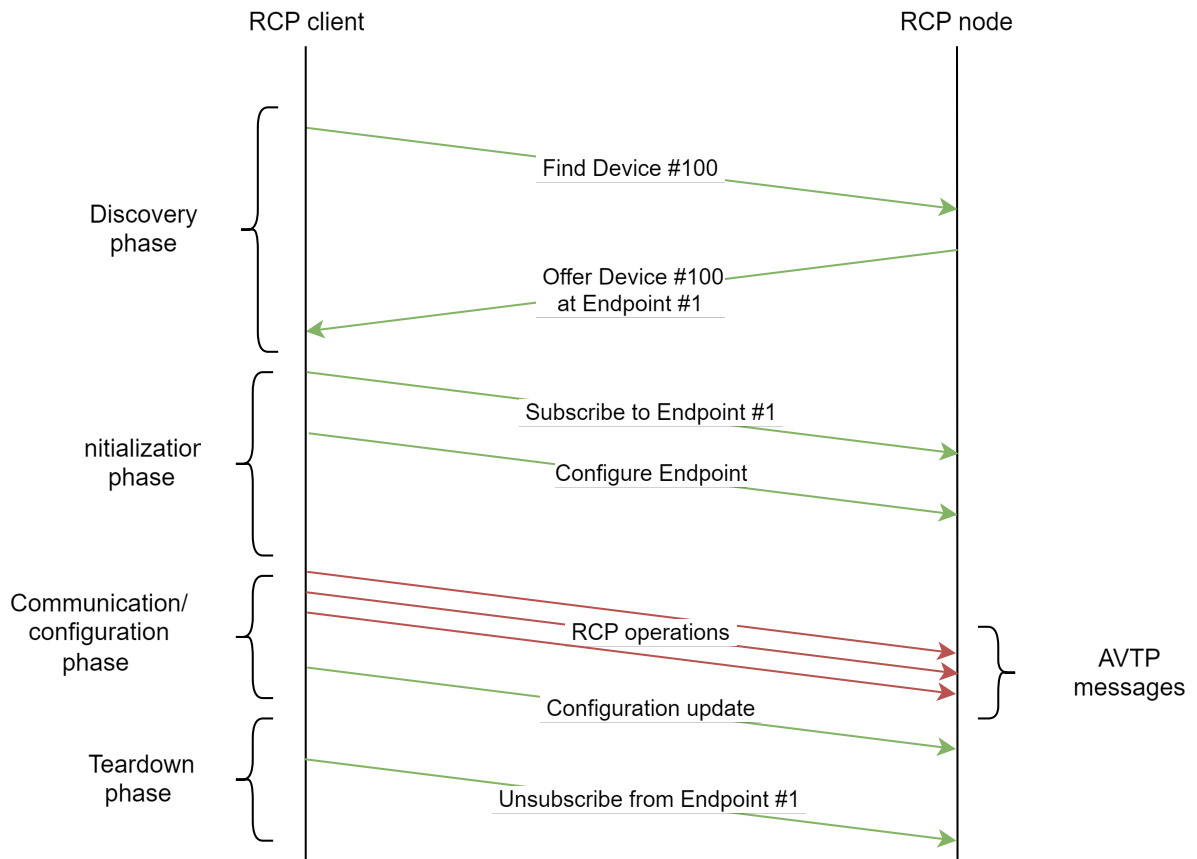 RCP client
RCP node
Find Device #100
Discovery
phase
Offer Device #100
at Endpoint #1
Subscribe to Endpoint #1
nitializatior
phase
Configure Endpoint
Communication/
configuration
phase
RCP operations
AVTP
messages
Configuration update
Teardown
phase
Unsubscribe from Endpoint #1